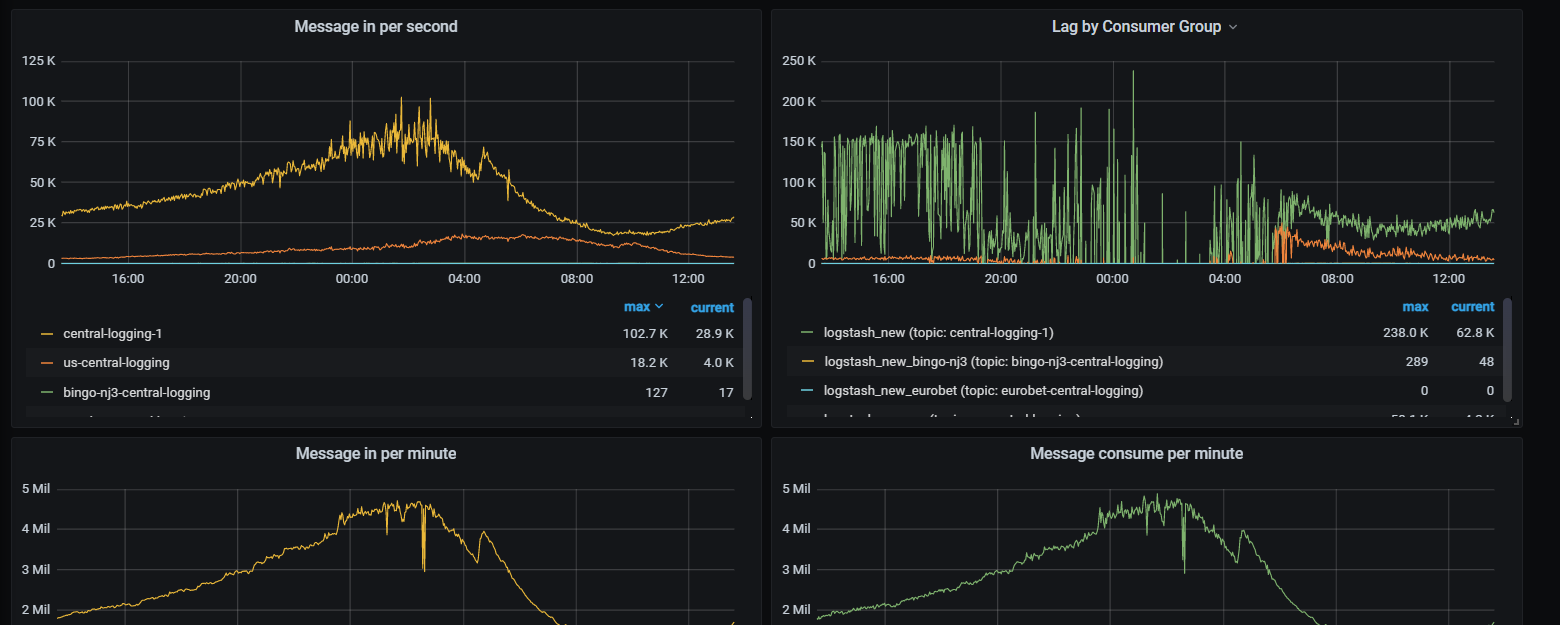 Message in per second
125 K
100 K
75 K
50 K
25 K
0
16:00 20:00 00:00 04:00 08:00 12:00
max current
central-logging-1 102.7 K 28.9 K
us-central-logging 18.2 K 4.0 K
bingo-nj3-central-logging 127 17
Lag by Consumer Group
250 K
200 K
150 K
100 K
50 K
0
16:00 20:00 00:00 04:00 08:00 12:00
max current
logstash_new (topic: central-logging-1) 238.0 K 62.8 K
logstash_new_bingo-nj3 (topic: bingo-nj3-central-logging) 289 48
logstash_new_eurobet (topic: eurobet-central-logging) 0 0
Message in per minute
5 Mil
4 Mil
3 Mil
2 Mil
Message consume per minute
5 Mil
4 Mil
3 Mil
2 Mil